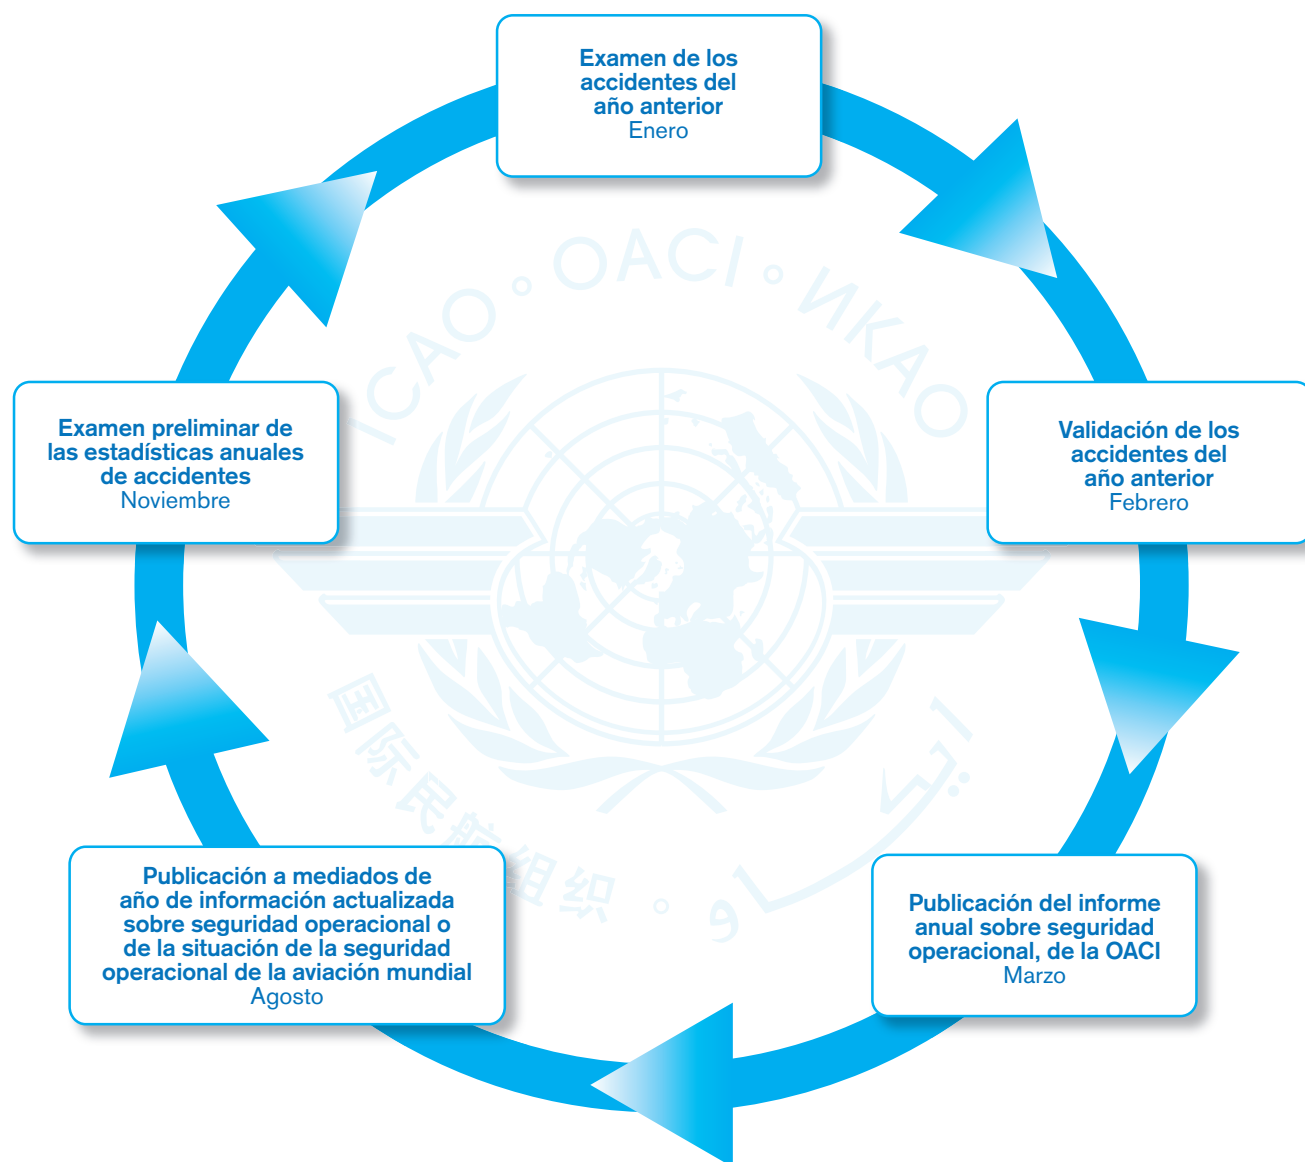 Examen de los
accidentes del
año anterior
Enero
Validación de los
accidentes del
año anterior
Febrero
Publicación del informe
anual sobre seguridad
operacional, de la OACI
Marzo
Publicación a mediados de
año de información actualizada
sobre seguridad operacional o
de la situación de la seguridad
operacional de la aviación mundial
Agosto
Examen preliminar de
las estadísticas anuales
de accidentes
Noviembre
ICAO ° OACI ° ИКАО
国际民航组织 ° ايكاو